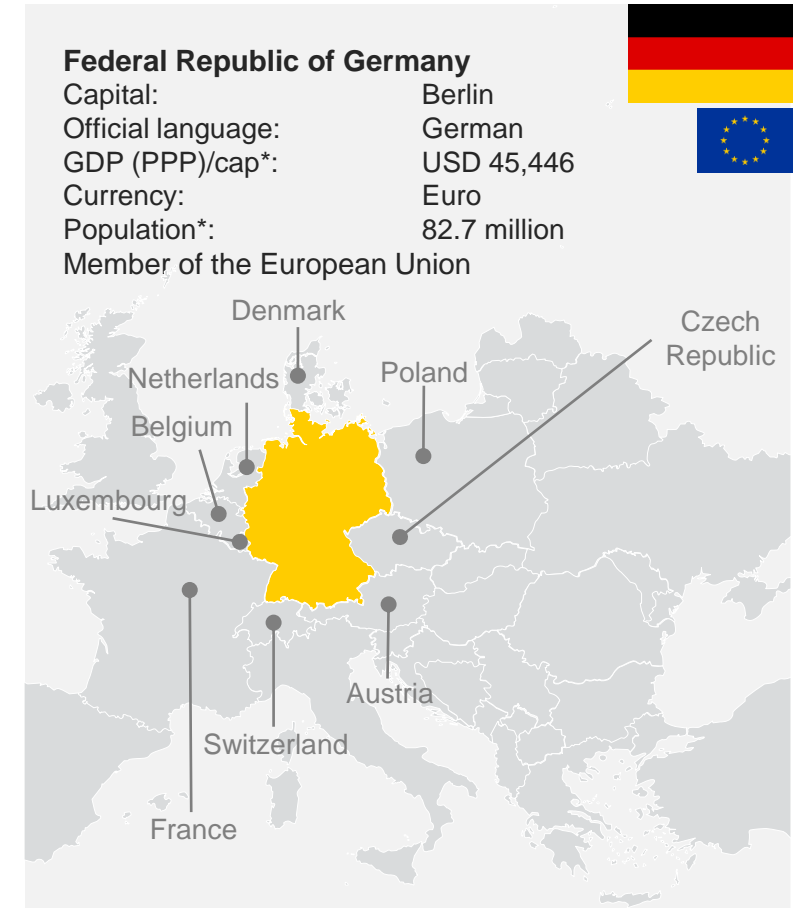 Federal Republic of Germany
Capital: Berlin
Official language: German
GDP (PPP)/cap*: USD 45,446
Currency: Euro
Population*: 82.7 million
Member of the European Union
Denmark
Czech
Republic
Netherlands
Poland
Belgium
Luxembourg
Austria
Switzerland
France